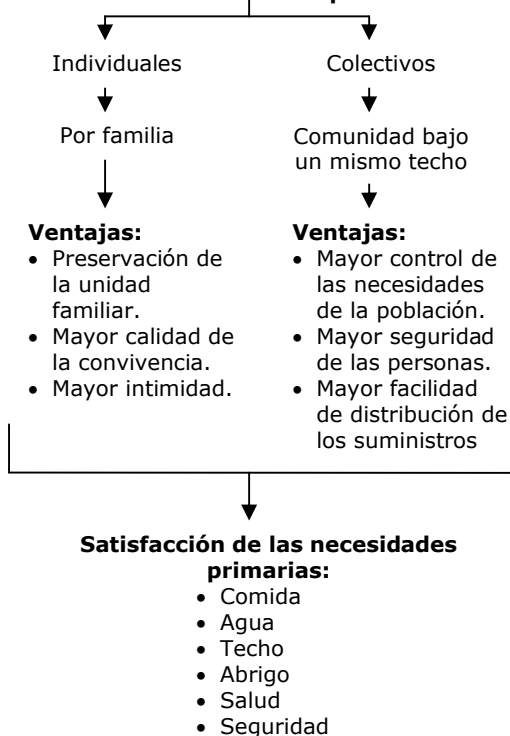 Individuales
Colectivos
Por familia
Comunidad bajo
un mismo techo
Ventajas:
• Preservación de
la unidad
familiar.
• Mayor calidad de
la convivencia.
• Mayor intimidad.
Ventajas:
• Mayor control de
las necesidades
de la población.
• Mayor seguridad
de las personas.
• Mayor facilidad
de distribución de
los suministros
Satisfacción de las necesidades
primarias:
• Comida
• Agua
• Techo
• Abrigo
• Salud
• Seguridad